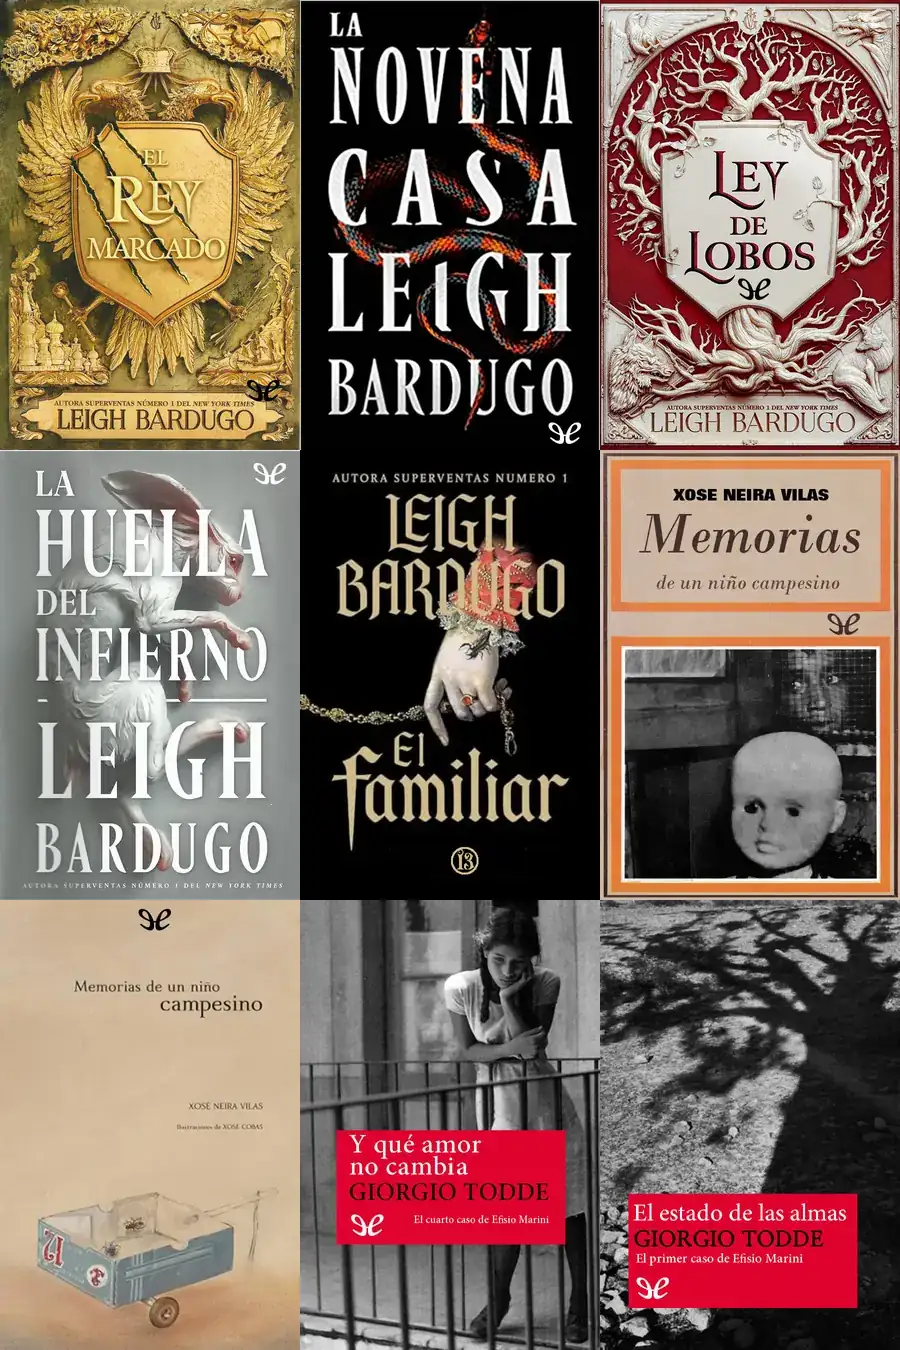 EL
REY
MARCADO
AUTORA SUPERVENTAS NÚMERO 1 DEL NEW YORK TIMES
LEIGH BARDUGO
LA
NOVENA
CASA
LEIGH
BARDUGO
LEY
DE
LOBOS
AUTORA SUPERVENTAS NÚMERO 1 DEL NEW YORK TIMES
LEIGH BARDUGO
LA
HUELLA
DEL
INFIERNO
LEIGH
BARDUGO
AUTORA SUPERVENTAS NÚMERO 1 DEL NEW YORK TIMES
AUTORA SUPERVENTAS NUMERO 1
LEIGH
BARDUGO
El
familiar
13
XOSE NEIRA VILAS
Memorias
de un niño campesino
Memorias de un niño
campesino
XOSÉ NEIRA VILAS
Ilustraciones de XOSÉ COBAS
Y qué amor
no cambia
GIORGIO TODDE
El cuarto caso de Efisio Marini
El estado de las almas
GIORGIO TODDE
El primer caso de Efisio Marini